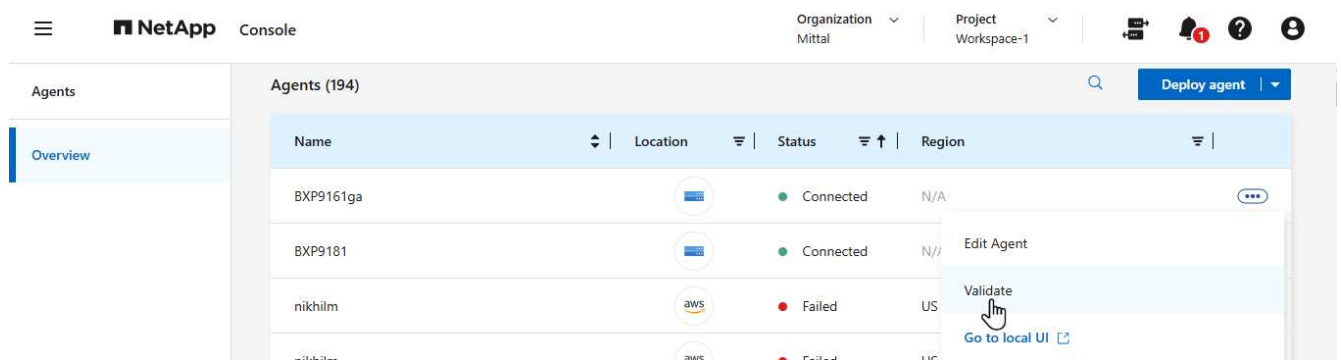 NetApp Console
Organization
Mittal
Project
Workspace-1
1
Agents
Overview
Agents (194)
Deploy agent
Name Location Status Region
BXP9161ga Connected N/A
BXP9181 Connected N/
nikhilm aws Failed US
aws
Edit Agent
Validate
Go to local UI